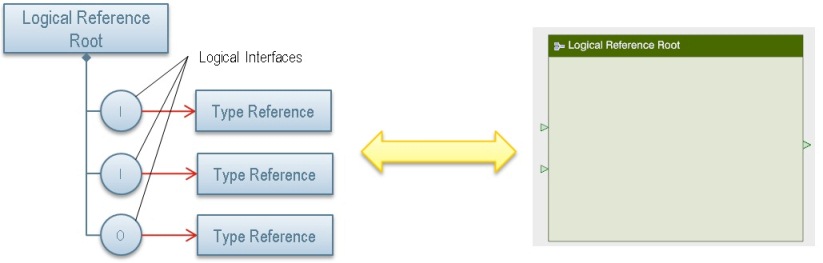 Logical Reference
Root
Logical Interfaces
I
Type Reference
I
Type Reference
O
Type Reference
Logical Reference Root